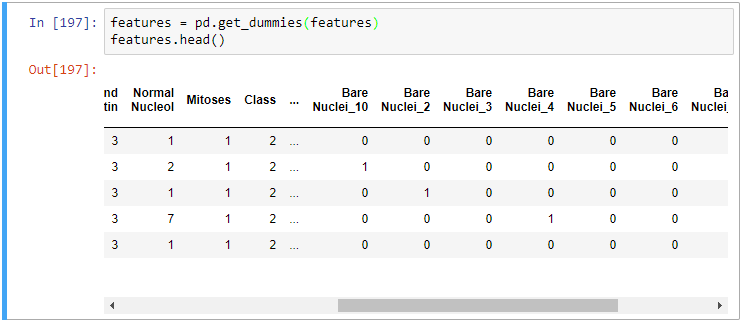 In [197]: features = pd.get_dummies(features)
features.head()
Out[197]:
nd Normal Bare Bare Bare Bare Bare Bare Ba
tin Nucleol Mitoses Class ... Nuclei_10 Nuclei_2 Nuclei_3 Nuclei_4 Nuclei_5 Nuclei_6 Nuclei_
3 1 1 2 ... 0 0 0 0 0 0
3 2 1 2 ... 1 0 0 0 0 0
3 1 1 2 ... 0 1 0 0 0 0
3 7 1 2 ... 0 0 0 1 0 0
3 1 1 2 ... 0 0 0 0 0 0